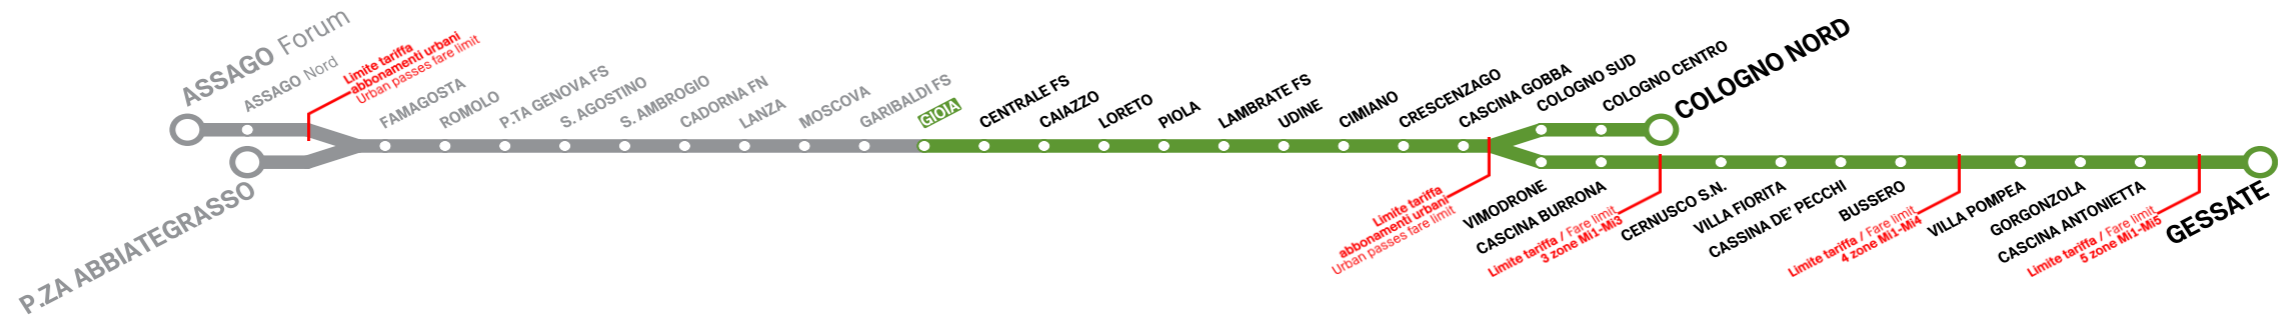 ASSAGO Forum
ASSAGO Nord
Limite tariffa
abbonamenti urbani
Urban passes fare limit
P.ZA ABBIATEGRASSO
FAMAGOSTA
ROMOLO
P.TA GENOVA FS
S. AGOSTINO
S. AMBROGIO
CADORNA FN
LANZA
MOSCOVA
GARIBALDI FS
GIOIA
CENTRALE FS
CAIAZZO
LORETO
PIOLA
LAMBRATE FS
UDINE
CIMIANO
CRESCENZAGO
CASCINA GOBBA
COLOGNO SUD
COLOGNO CENTRO
COLOGNO NORD
Limite tariffa
abbonamenti urbani
Urban passes fare limit
VIMODRONE
CASCINA BURRONA
Limite tariffa / Fare limit
3 zone Mi1-Mi3
CERNUSCO S.N.
VILLA FIORITA
CASSINA DE' PECCHI
BUSSERO
Limite tariffa / Fare limit
4 zone Mi1-Mi4
VILLA POMPEA
GORGONZOLA
CASCINA ANTONIETTA
Limite tariffa / Fare limit
5 zone Mi1-Mi5
GESSATE